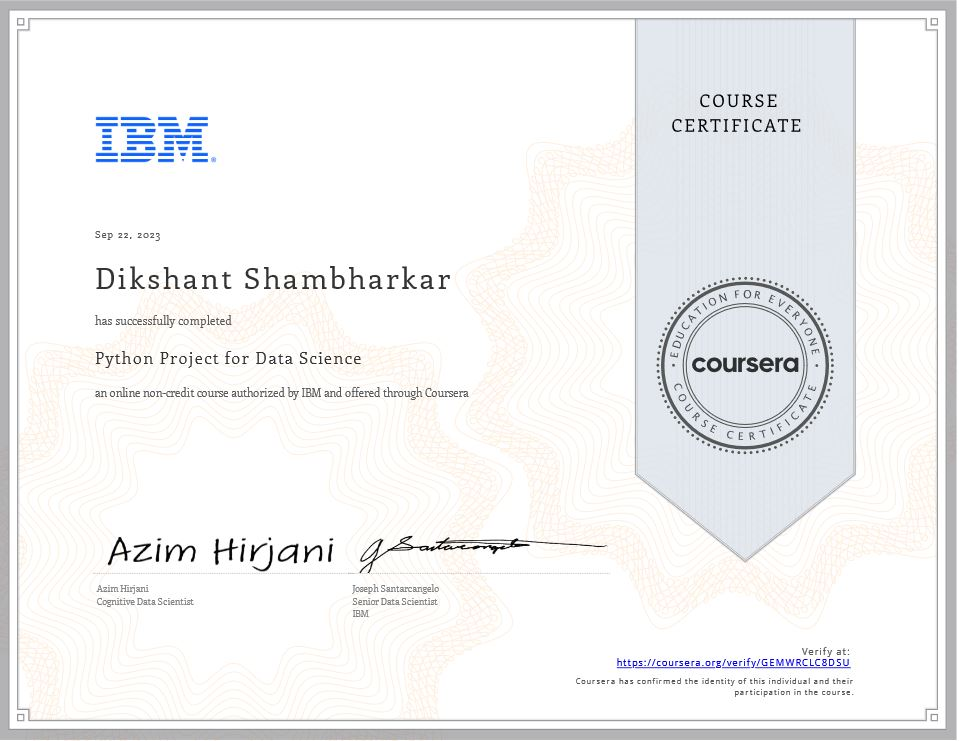 COURSE
CERTIFICATE
IBM®
Sep 22, 2023
Dikshant Shambharkar
has successfully completed
Python Project for Data Science
an online non-credit course authorized by IBM and offered through Coursera
EDUCATION FOR EVERYONE
coursera
COURSE CERTIFICATE
Azim Hirjani
J Santarcangelo
Azim Hirjani
Cognitive Data Scientist
Joseph Santarcangelo
Senior Data Scientist
IBM
Verify at:
https://coursera.org/verify/GEMWRCLC8DSU
Coursera has confirmed the identity of this individual and their
participation in the course.